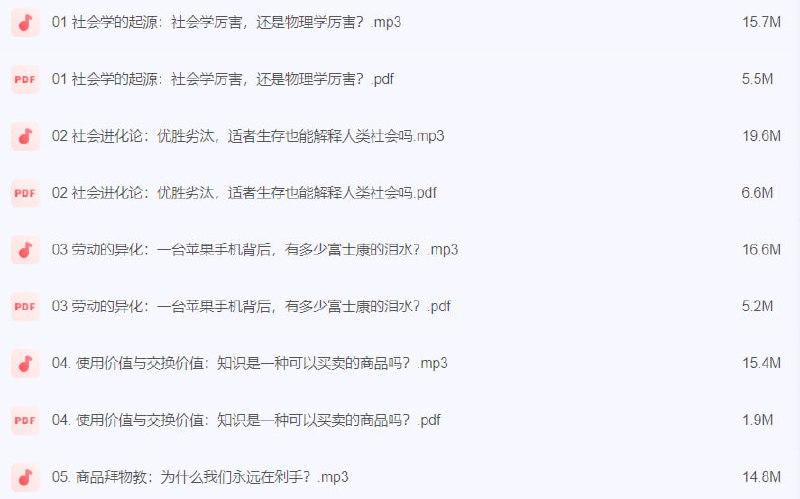 01 社会学的起源：社会学厉害，还是物理学厉害？.mp3 15.7M
PDF 01 社会学的起源：社会学厉害，还是物理学厉害？.pdf 5.5M
02 社会进化论：优胜劣汰，适者生存也能解释人类社会吗.mp3 19.6M
PDF 02 社会进化论：优胜劣汰，适者生存也能解释人类社会吗.pdf 6.6M
03 劳动的异化：一台苹果手机背后，有多少富士康的泪水？.mp3 16.6M
PDF 03 劳动的异化：一台苹果手机背后，有多少富士康的泪水？.pdf 5.2M
04. 使用价值与交换价值：知识是一种可以买卖的商品吗？.mp3 15.4M
PDF 04. 使用价值与交换价值：知识是一种可以买卖的商品吗？.pdf 1.9M
05. 商品拜物教：为什么我们永远在剁手？.mp3 14.8M